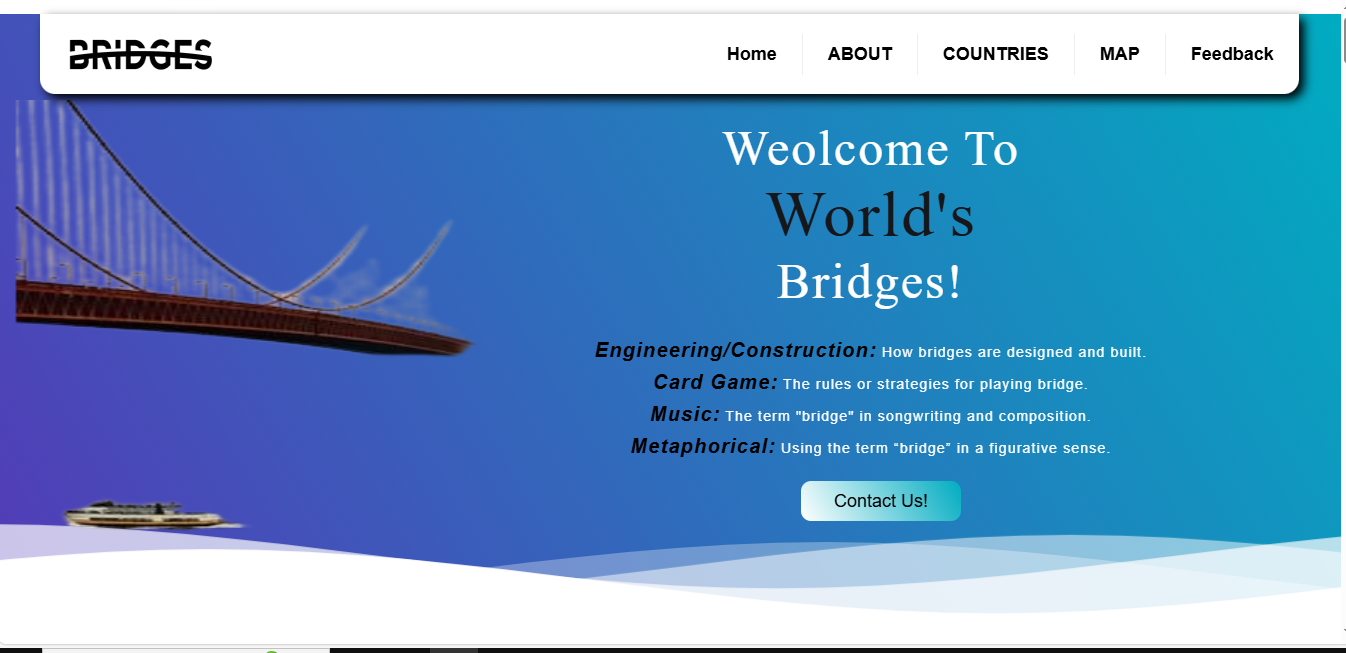 BRIDGES
Home ABOUT COUNTRIES MAP Feedback
Weolcome To
World's
Bridges!
Engineering/Construction: How bridges are designed and built.
Card Game: The rules or strategies for playing bridge.
Music: The term "bridge" in songwriting and composition.
Metaphorical: Using the term “bridge” in a figurative sense.
Contact Us!